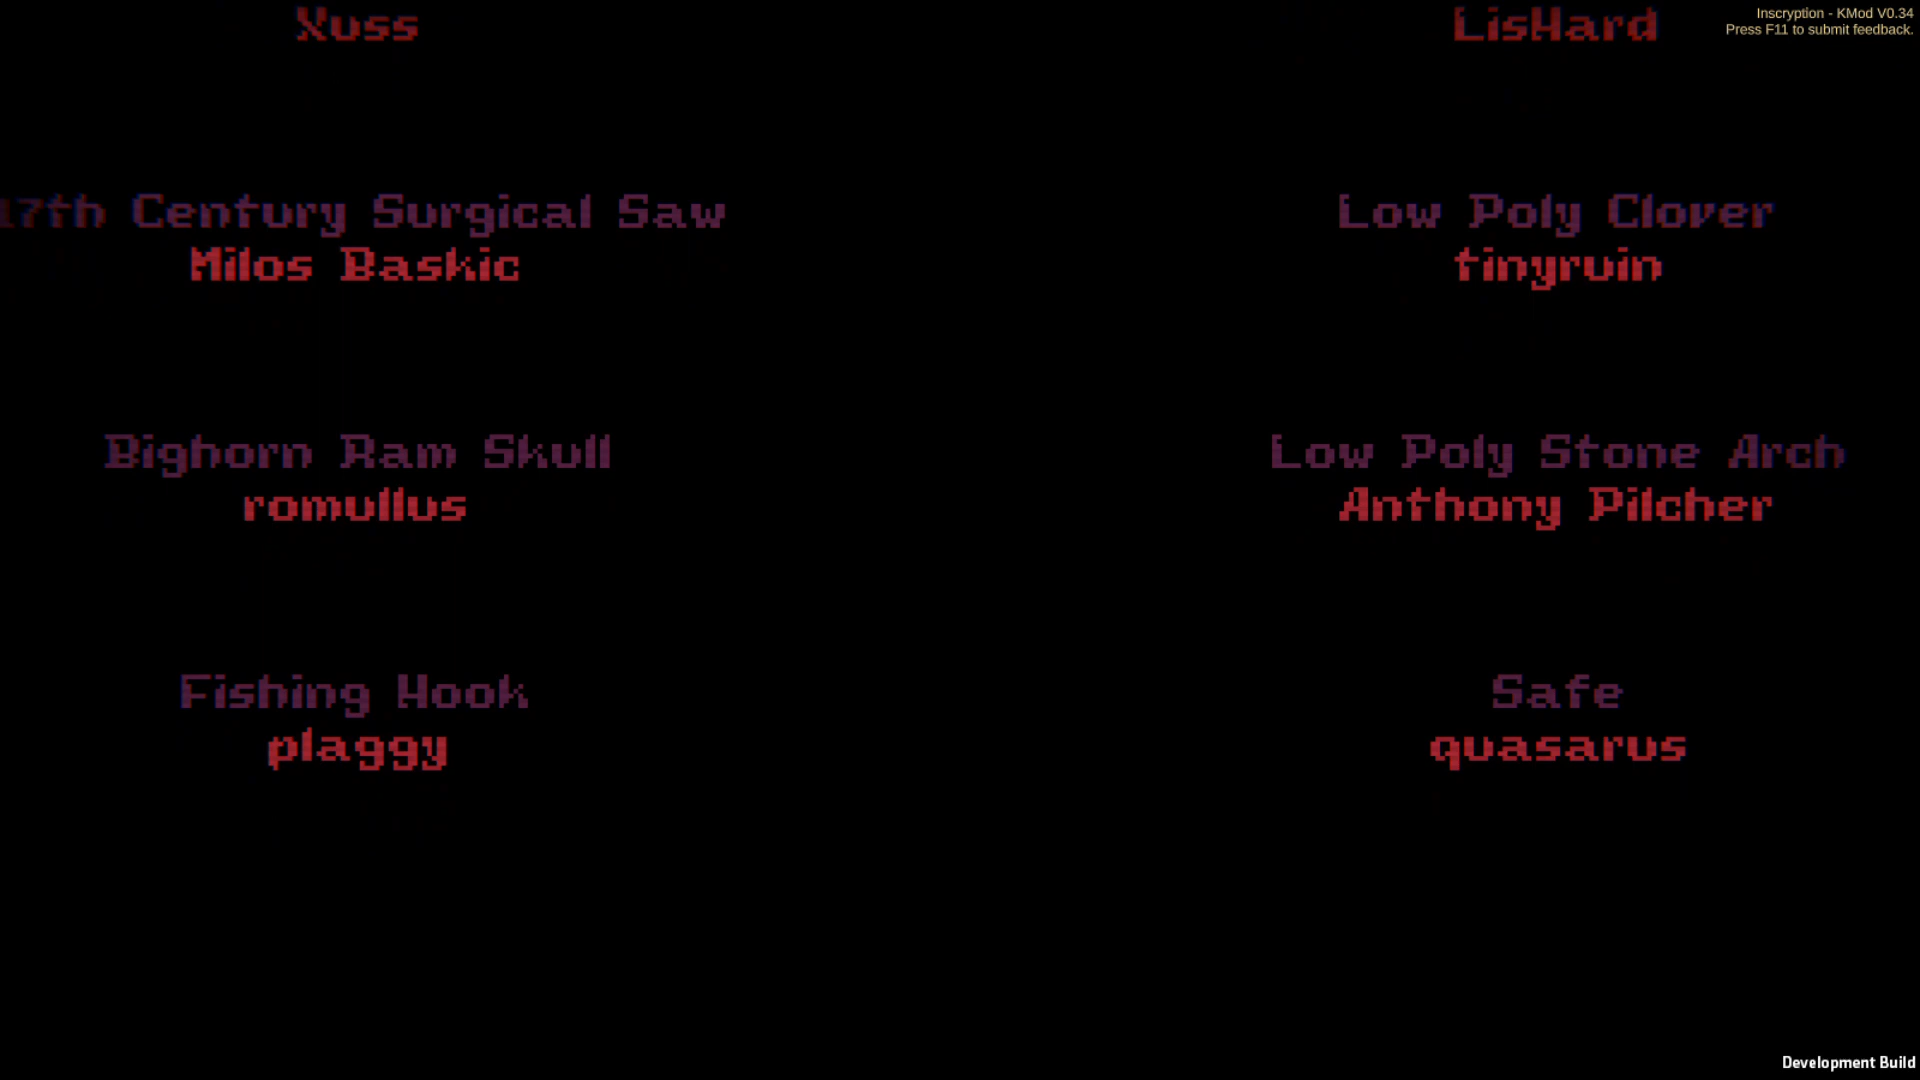 Xuss
LisHard
Inscryption - KMod V0.34
Press F11 to submit feedback.
17th Century Surgical Saw
Milos Baskic
Low Poly Clover
tinyruin
Bighorn Ram Skull
romullus
Low Poly Stone Arch
Anthony Pilcher
Fishing Hook
plaggy
Safe
quasarus
Development Build